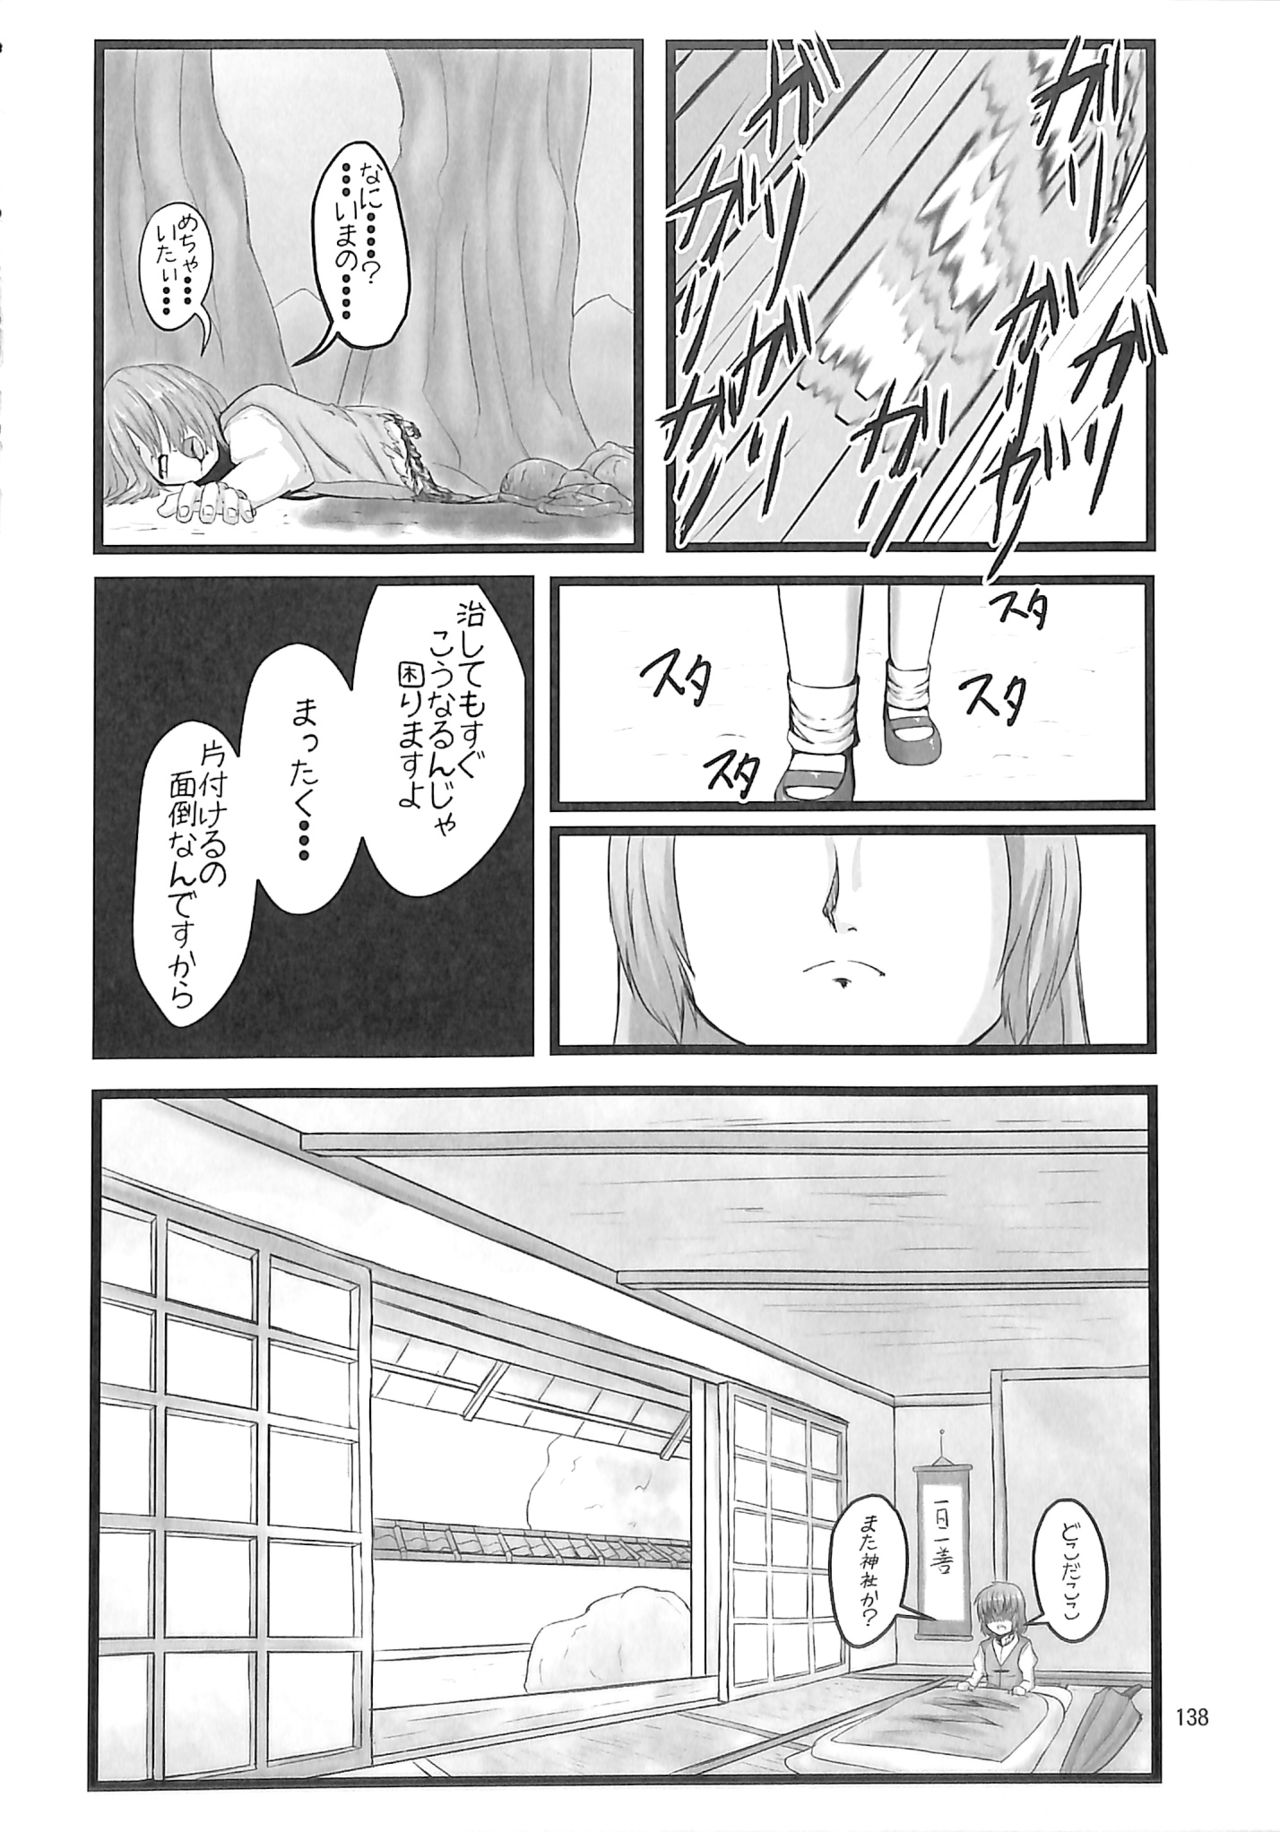 ガリ
ガリ
ガリ
ガリ
ガリ
ガリ
ガリ
ガリ
なに‥‥‥?
‥‥いまの‥‥‥
めちゃ‥‥
いたい‥‥
スタ
スタ
スタ
スタ
治してもすぐ
こうなるんじゃ
困りますよ
まったく‥‥
片付けるの
面倒なんですから
どこだここ
一日一善
また神社か?
138